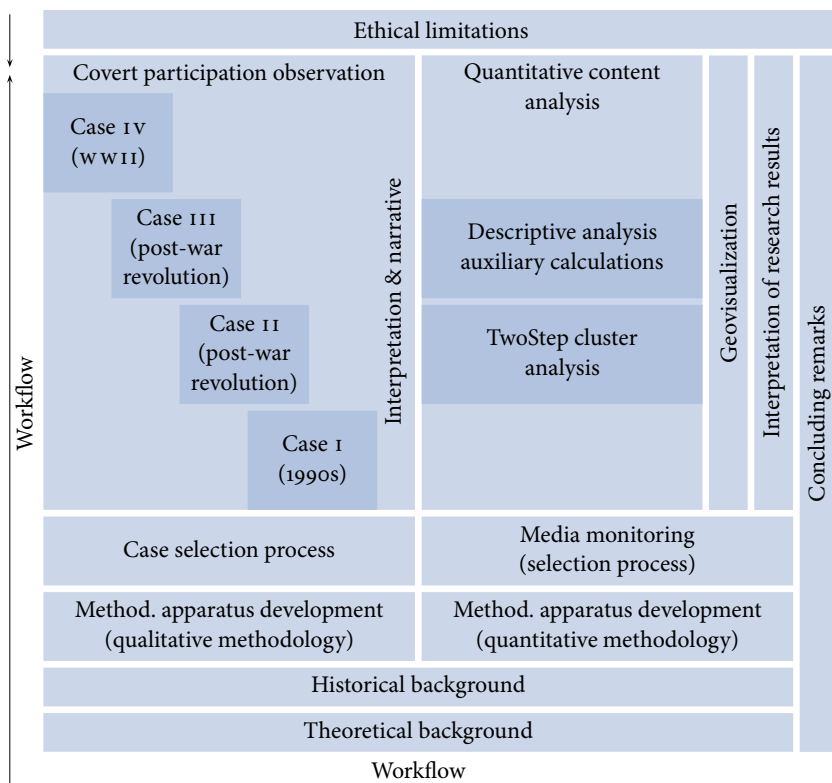 Ethical limitations
Covert participation observation
Case IV
(WWII)
Case III
(post-war
revolution)
Case II
(post-war
revolution)
Case I
(1990s)
Interpretation & narrative
Quantitative content
analysis
Descriptive analysis
auxiliary calculations
TwoStep cluster
analysis
Geovisualization
Interpretation of research results
Concluding remarks
Workflow
Case selection process
Media monitoring
(selection process)
Method. apparatus development
(qualitative methodology)
Method. apparatus development
(quantitative methodology)
Historical background
Theoretical background
Workflow